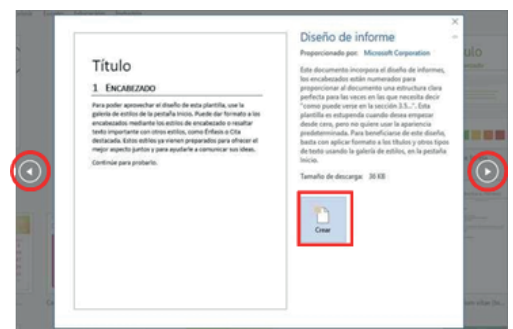 Título
1 ENCABEZADO
Para poder aprovechar el diseño de esta plantilla, use la
galería de estilos de la pestaña Inicio. Puede dar formato a los
encabezados mediante los estilos de encabezado o resaltar
texto importante con otros estilos, como Énfasis o Cita
destacada. Estos estilos ya vienen preparados para ofrecer el
mejor aspecto juntos y para ayudarle a comunicar sus ideas.
Continúe para probarlo.
Diseño de informe
Proporcionado por: Microsoft Corporation
Este documento incorpora el diseño de informes,
los encabezados están numerados para
proporcionar al documento una estructura clara
perfecta para las veces en las que necesita decir
"como puede verse en la sección 3.5...". Esta
plantilla es estupenda cuando desea empezar
desde cero, pero no quiere usar la apariencia
predeterminada. Para beneficiarse de este diseño,
basta con aplicar formato a los títulos y otros tipos
de texto usando la galería de estilos, en la pestaña
Inicio.
Tamaño de descarga: 36 KB
Crear